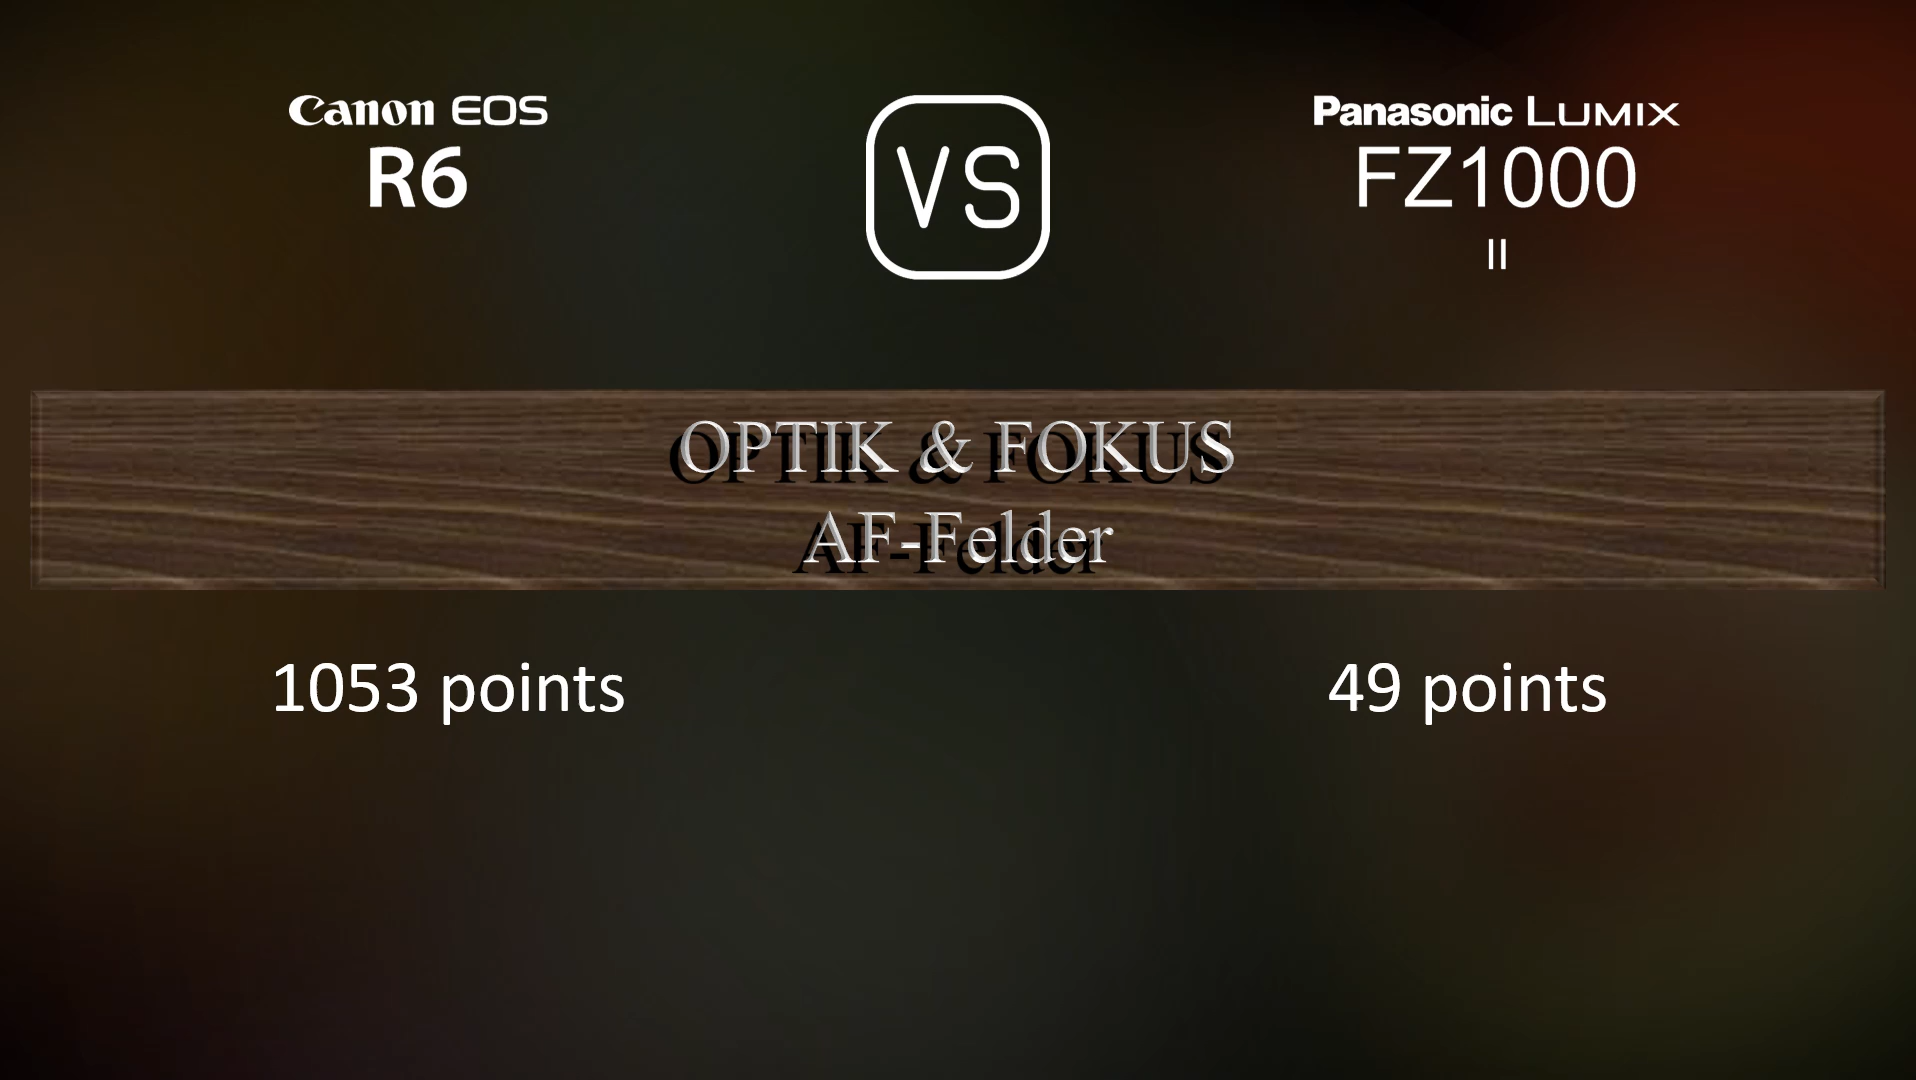 Canon EOS
R6
VS
Panasonic LUMIX
FZ1000
II
OPTIK & FOKUS
AF-Felder
1053 points
49 points